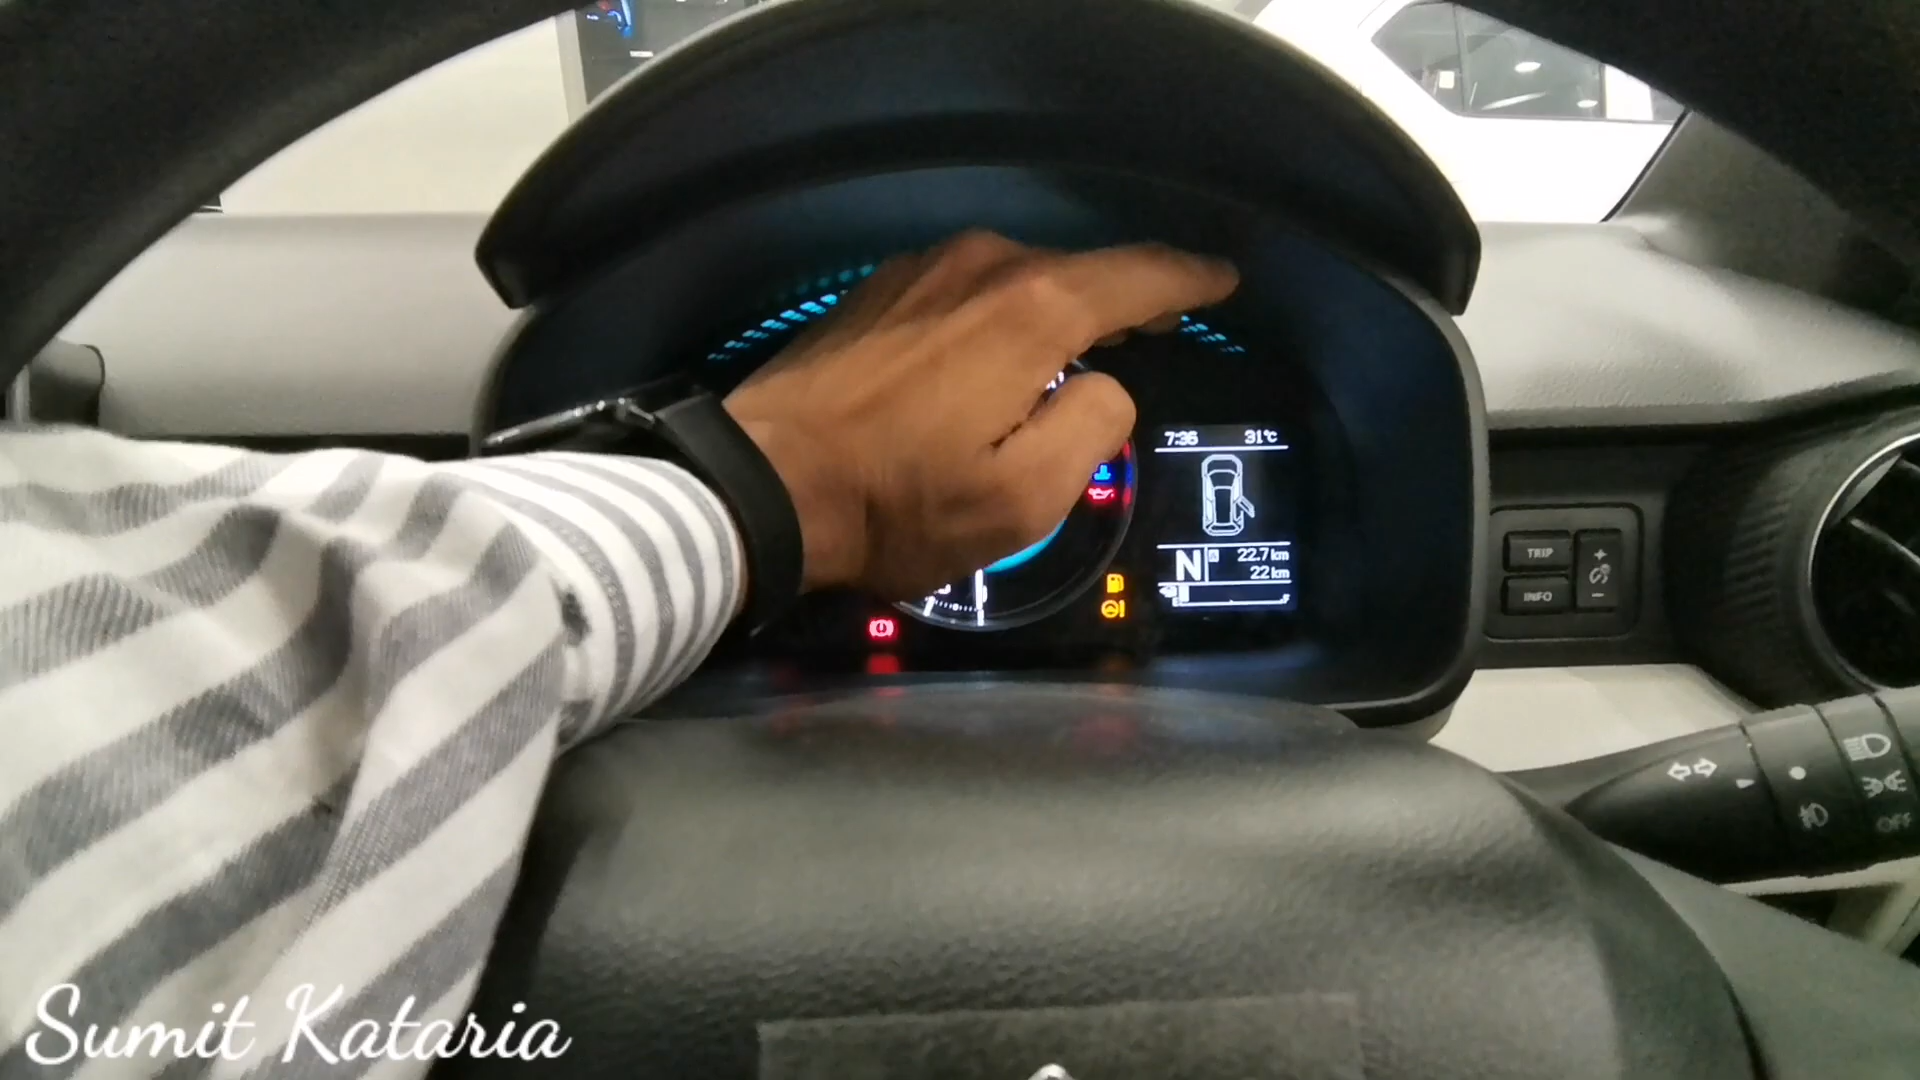 7:36 31°C
N 22.7 km
22 km
TRIP
INFO
+
-
OFF
Sumit Kataria